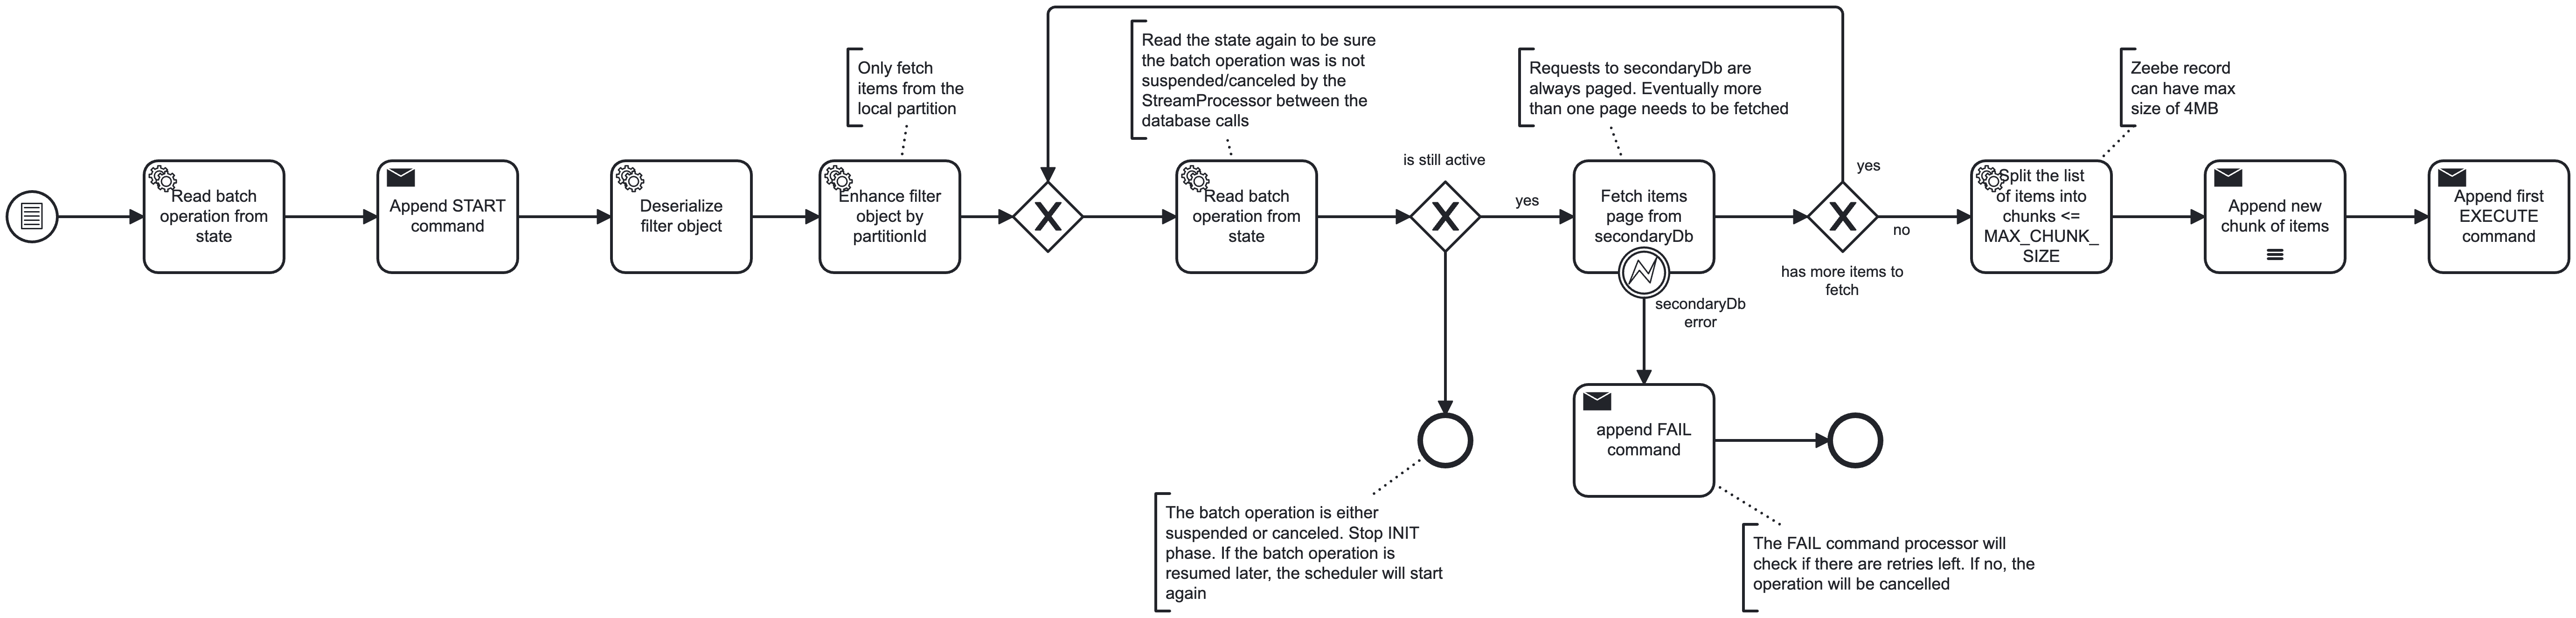 Only fetch
items from the
local partition
Read the state again to be sure
the batch operation was is not
suspended/canceled by the
StreamProcessor between the
database calls
Requests to secondaryDb are
always paged. Eventually more
than one page needs to be fetched
Zeebe record
can have max
size of 4MB
Read batch
operation from
state
Append START
command
Deserialize
filter object
Enhance filter
object by
partitionId
Read batch
operation from
state
is still active
yes
Fetch items
page from
secondaryDb
secondaryDb
error
yes
no
has more items to
fetch
Split the list
of items into
chunks <=
MAX_CHUNK_
SIZE
Append new
chunk of items
Append first
EXECUTE
command
append FAIL
command
The batch operation is either
suspended or canceled. Stop INIT
phase. If the batch operation is
resumed later, the scheduler will start
again
The FAIL command processor will
check if there are retries left. If no, the
operation will be cancelled